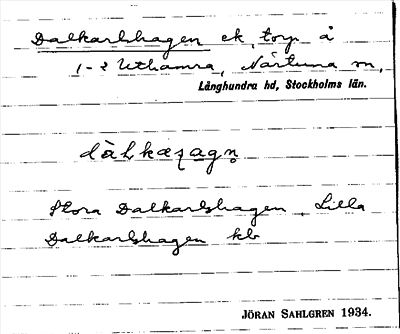 Dalkarlshagen ek, torp å
1-2 Uthamra, Närtuna sn,
Långhundra hd, Stockholms län.
Stora Dalkarlshagen, Lilla
Dalkarlshagen kb
JÖRAN SAHLGREN 1934.